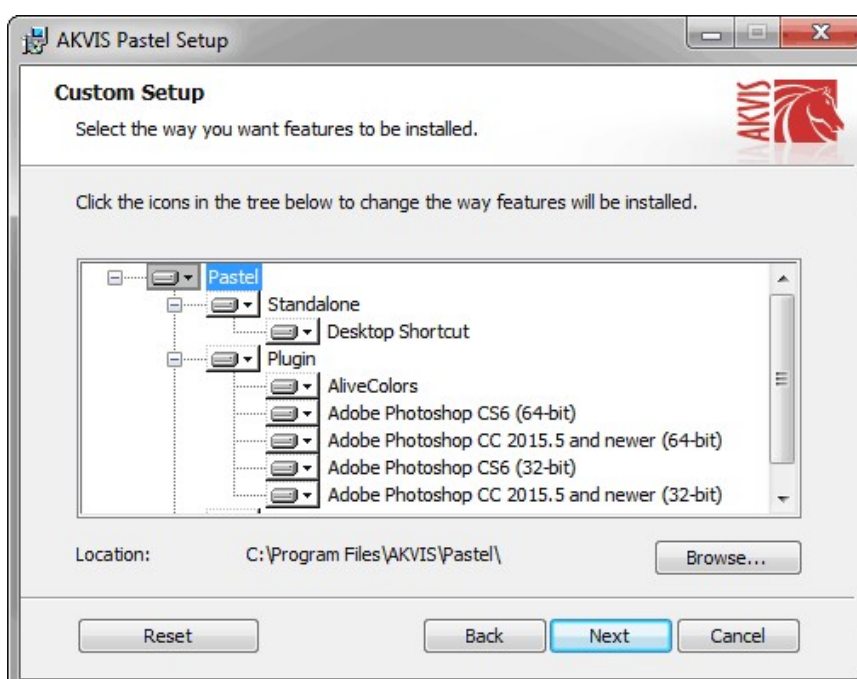 AKVIS Pastel Setup
Custom Setup
Select the way you want features to be installed.
AKVIS
Click the icons in the tree below to change the way features will be installed.
Pastel
Standalone
Desktop Shortcut
Plugin
AliveColors
Adobe Photoshop CS6 (64-bit)
Adobe Photoshop CC 2015.5 and newer (64-bit)
Adobe Photoshop CS6 (32-bit)
Adobe Photoshop CC 2015.5 and newer (32-bit)
Location: C:\Program Files\AKVIS\Pastel\ Browse...
Reset Back Next Cancel